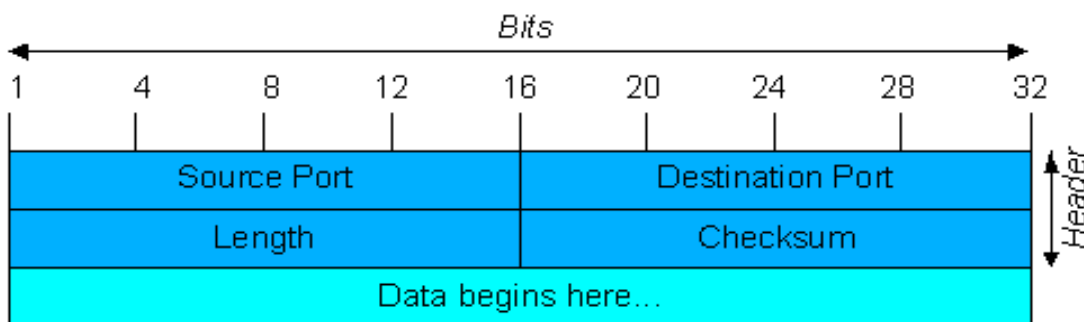 Bits
1 4 8 12 16 20 24 28 32
Source Port Destination Port
Header
Length Checksum
Data begins here...